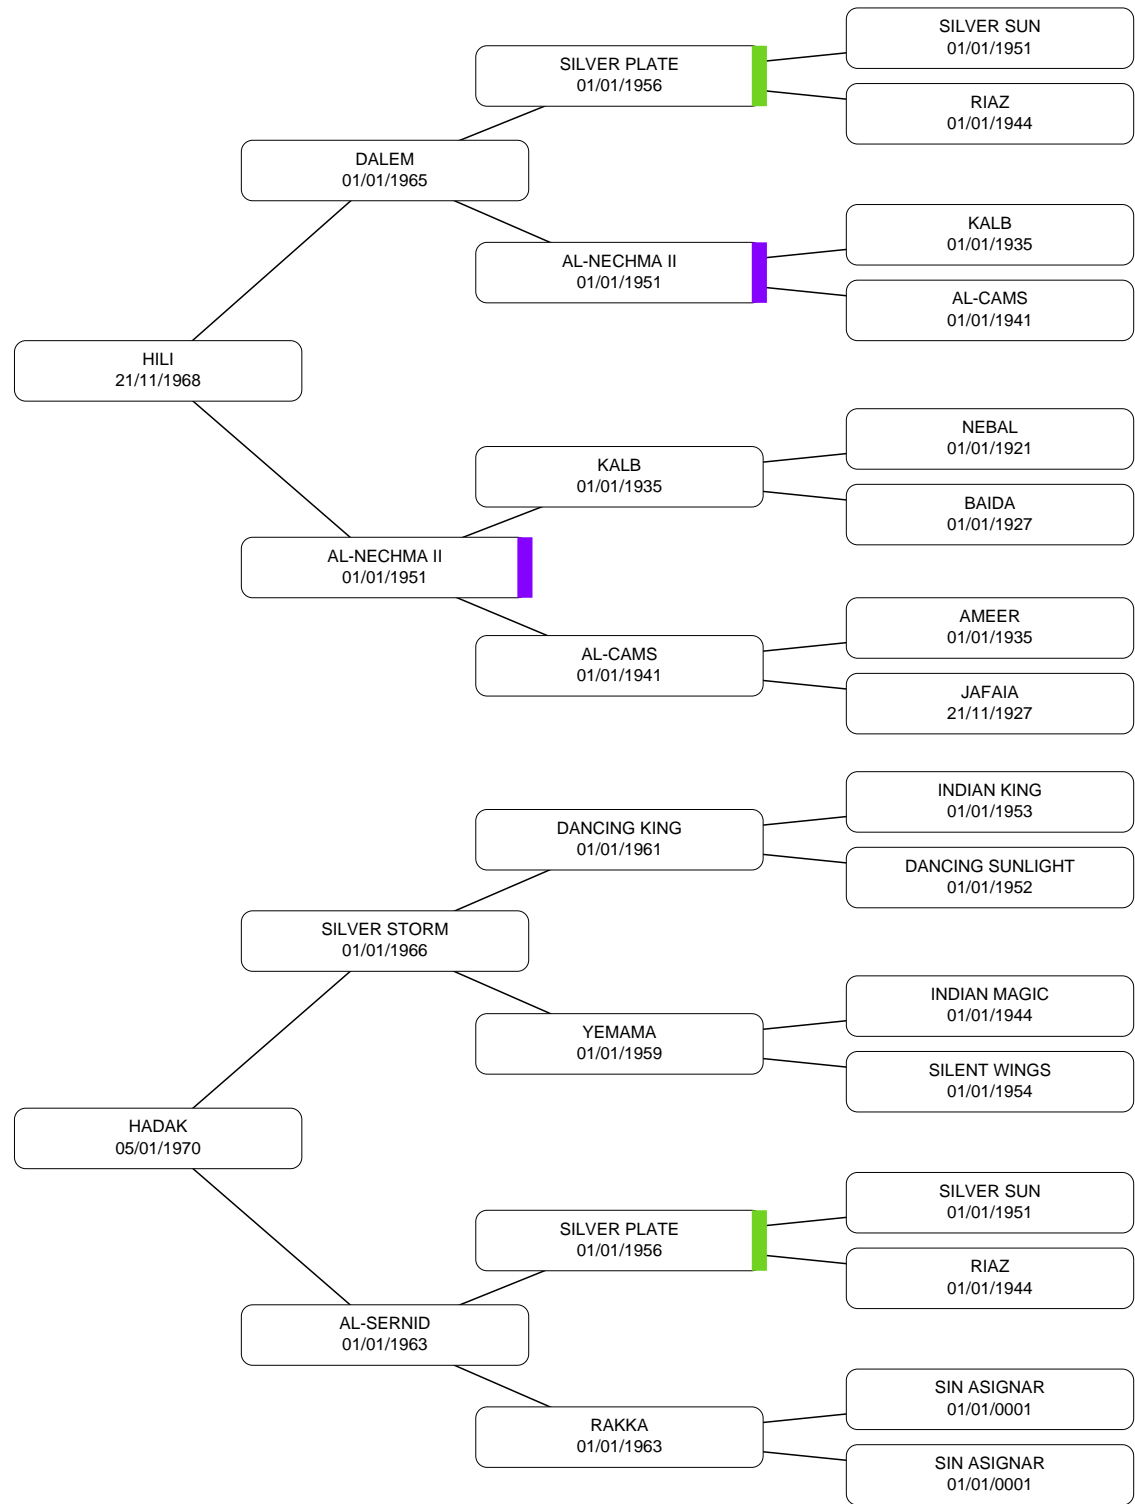 SILVER SUN
01/01/1951
SILVER PLATE
01/01/1956
RIAZ
01/01/1944
DALEM
01/01/1965
KALB
01/01/1935
AL-NECHMA II
01/01/1951
AL-CAMS
01/01/1941
HILI
21/11/1968
NEBAL
01/01/1921
KALB
01/01/1935
BAIDA
01/01/1927
AL-NECHMA II
01/01/1951
AMEER
01/01/1935
AL-CAMS
01/01/1941
JAFAIA
21/11/1927
INDIAN KING
01/01/1953
DANCING KING
01/01/1961
DANCING SUNLIGHT
01/01/1952
SILVER STORM
01/01/1966
INDIAN MAGIC
01/01/1944
YEMAMA
01/01/1959
SILENT WINGS
01/01/1954
HADAK
05/01/1970
SILVER SUN
01/01/1951
SILVER PLATE
01/01/1956
RIAZ
01/01/1944
AL-SERNID
01/01/1963
SIN ASIGNAR
01/01/0001
RAKKA
01/01/1963
SIN ASIGNAR
01/01/0001